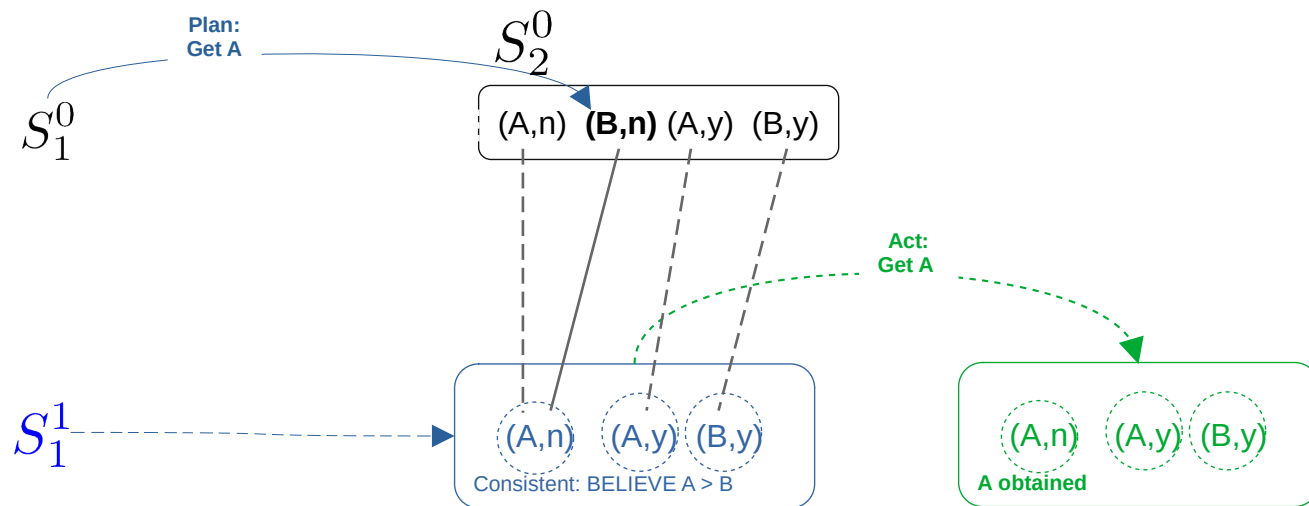 Plan:
Get A
$S_2^0$
$S_1^0$
(A,n) (B,n) (A,y) (B,y)
Act:
Get A
$S_1^1$
(A,n) (A,y) (B,y)
Consistent: BELIEVE A > B
(A,n) (A,y) (B,y)
A obtained